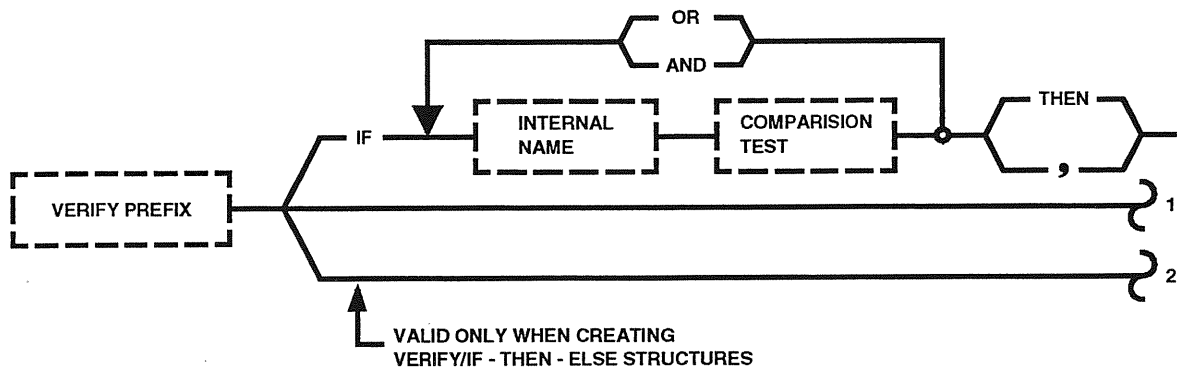 OR
AND
IF
INTERNAL
NAME
COMPARISION
TEST
THEN
,
VERIFY PREFIX
1
2
VALID ONLY WHEN CREATING
VERIFY/IF - THEN - ELSE STRUCTURES